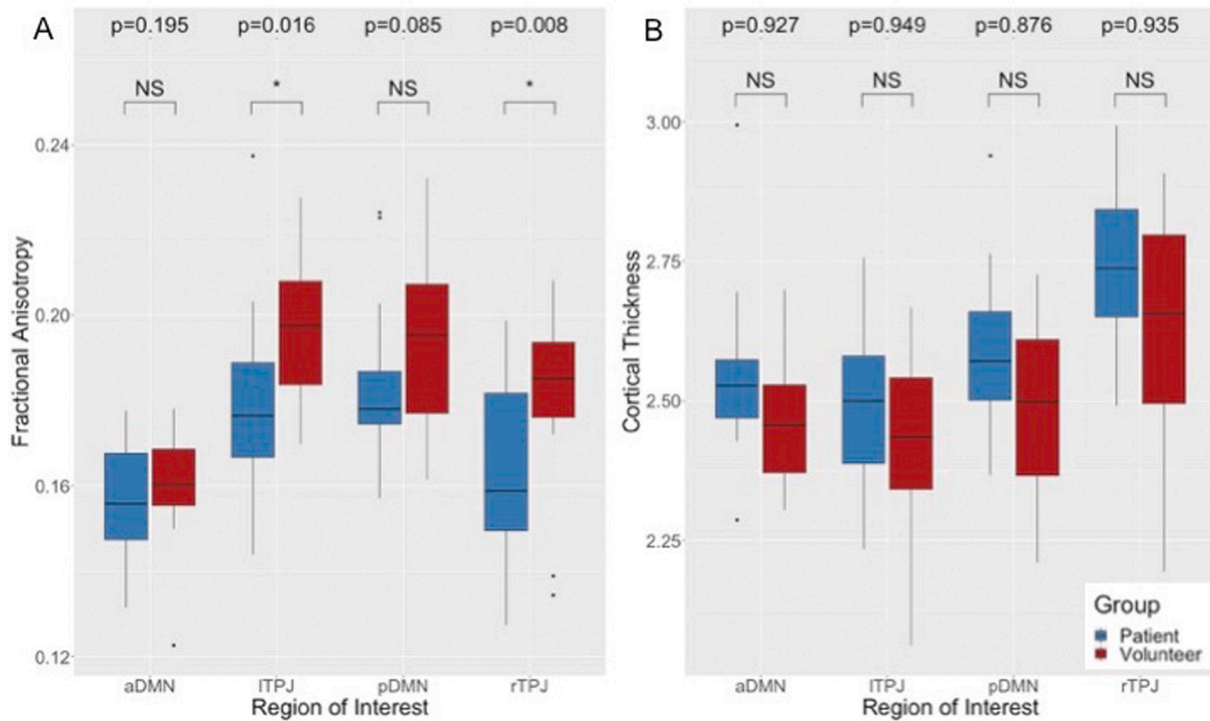 A
p=0.195 p=0.016 p=0.085 p=0.008
NS * NS *
Fractional Anisotropy
0.24
0.20
0.16
0.12
aDMN lTPJ pDMN rTPJ
Region of Interest
B
p=0.927 p=0.949 p=0.876 p=0.935
NS NS NS NS
Cortical Thickness
3.00
2.75
2.50
2.25
aDMN lTPJ pDMN rTPJ
Region of Interest
Group
Patient
Volunteer